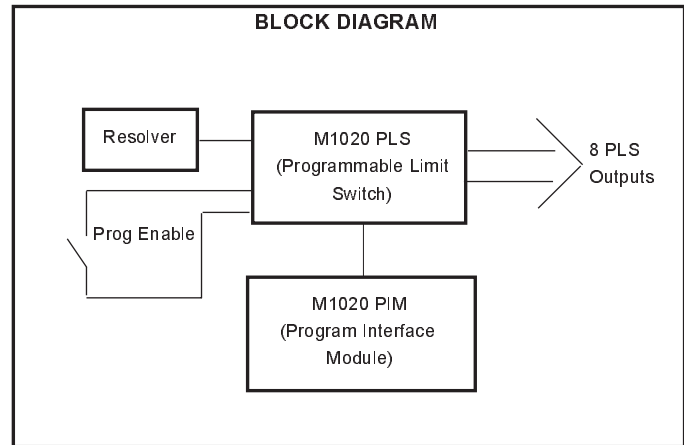 BLOCK DIAGRAM
Resolver
M1020 PLS
(Programmable Limit
Switch)
8 PLS
Outputs
Prog Enable
M1020 PIM
(Program Interface
Module)